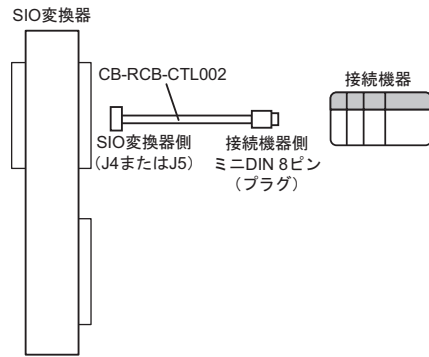 SIO変換器
CB-RCB-CTL002
接続機器
SIO変換器側
（J4またはJ5）
接続機器側
ミニDIN 8ピン
（プラグ）